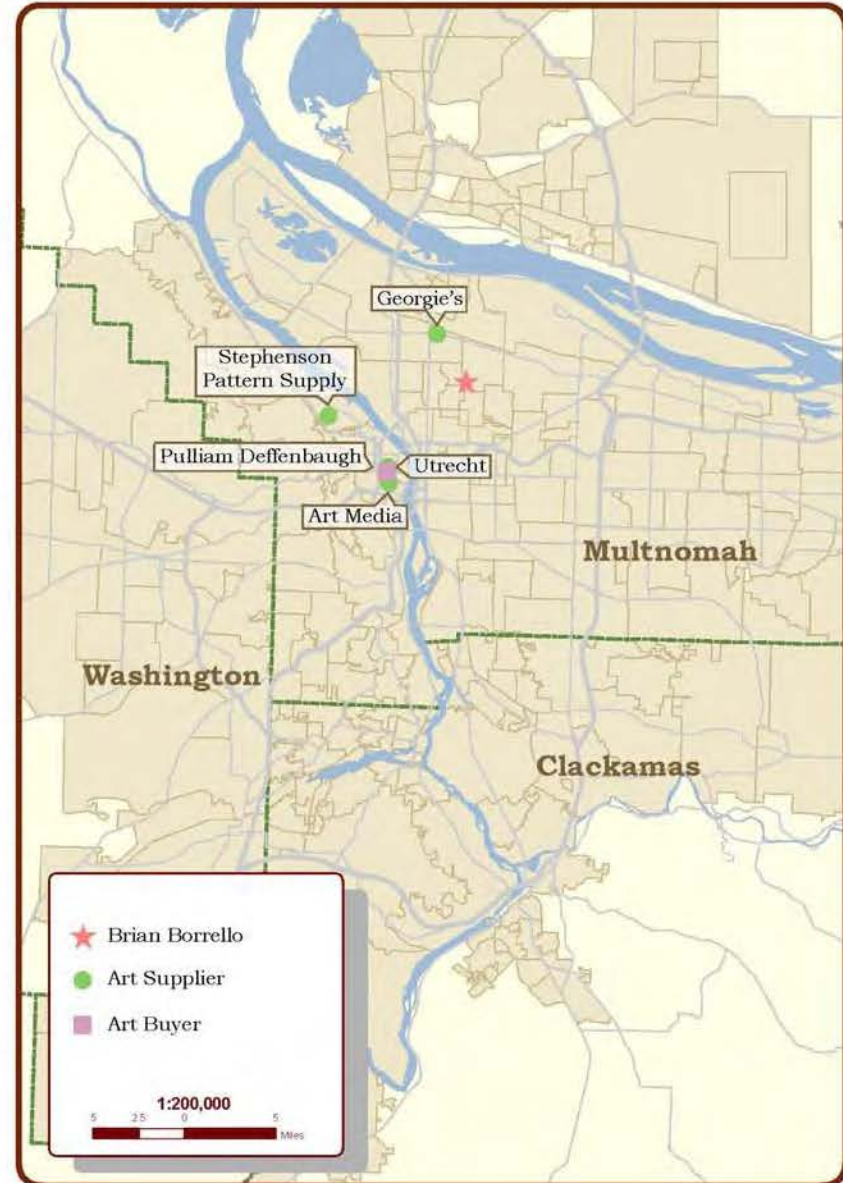 Georgie's
Stephenson
Pattern Supply
Pulliam Deffenbaugh
Utrecht
Art Media
Multnomah
Washington
Clackamas
Brian Borrello
Art Supplier
Art Buyer
1:200,000
5 2.5 0 5
Miles